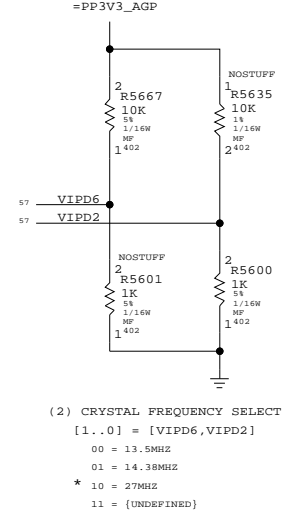 =PP3V3_AGP
NOSTUFF
2
R5667
10K
5%
1/16W
MF
1 402
1
R5635
10K
1%
1/16W
MF
2 402
57 VIPD6
57 VIPD2
NOSTUFF
2
R5601
1K
5%
1/16W
MF
1 402
2
R5600
1K
5%
1/16W
MF
1 402
(2) CRYSTAL FREQUENCY SELECT
[1..0] = [VIPD6,VIPD2]
00 = 13.5MHZ
01 = 14.38MHZ
* 10 = 27MHZ
11 = {UNDEFINED}